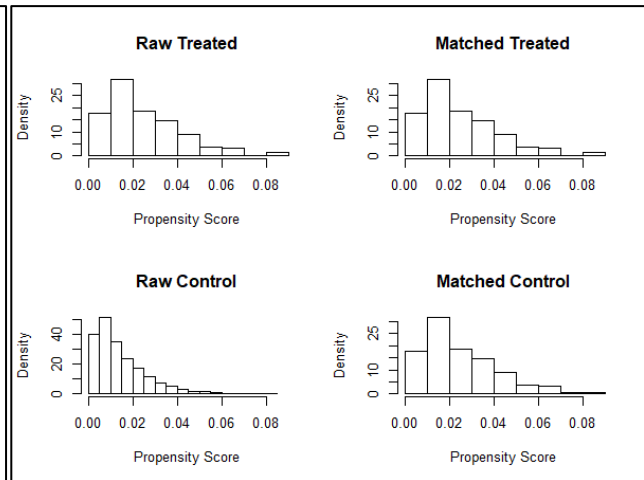 Raw Treated
Density
25
10
0
0.00 0.02 0.04 0.06 0.08
Propensity Score
Matched Treated
Density
25
10
0
0.00 0.02 0.04 0.06 0.08
Propensity Score
Raw Control
Density
40
20
0
0.00 0.02 0.04 0.06 0.08
Propensity Score
Matched Control
Density
25
10
0
0.00 0.02 0.04 0.06 0.08
Propensity Score